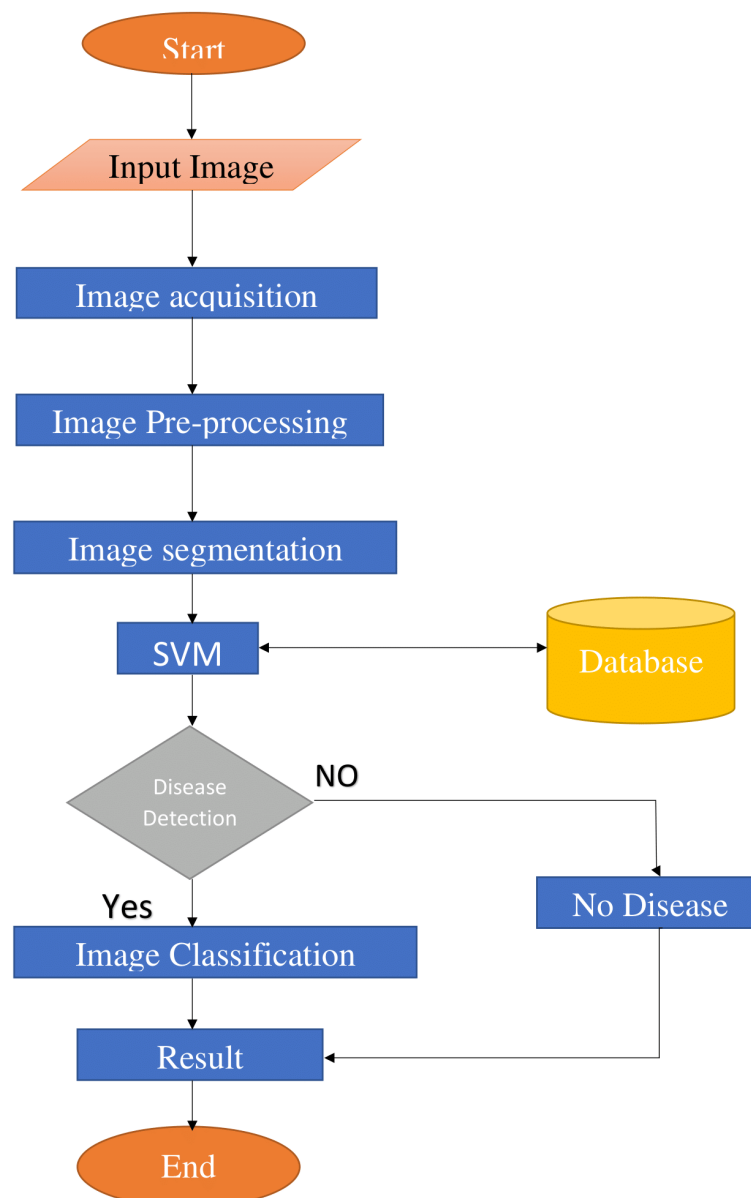 Start
Input Image
Image acquisition
Image Pre-processing
Image segmentation
SVM
Database
Disease
Detection
NO
Yes
No Disease
Image Classification
Result
End